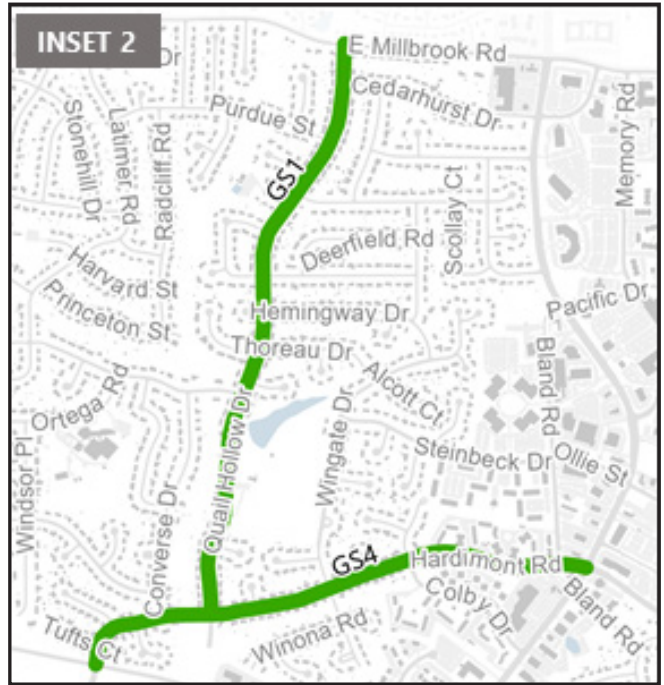 INSET 2
Dr
E Millbrook Rd
Cedarhurst Dr
Purdue St
Memory Rd
Stonehill Dr
Latimer Rd
Radcliff Rd
GS1
Scollay Ct
Deerfield Rd
Harvard St
Princeton St
Hemingway Dr
Pacific Dr
Thoreau Dr
Alcott Ct
Bland Rd
Ortega Rd
Windsor Pl
Quail Hollow Dr
Wingate Dr
Steinbeck Dr
Ollie St
Converse Dr
GS4
Hardimont Rd
Colby Dr
Bland Rd
Tufts Ct
Winona Rd